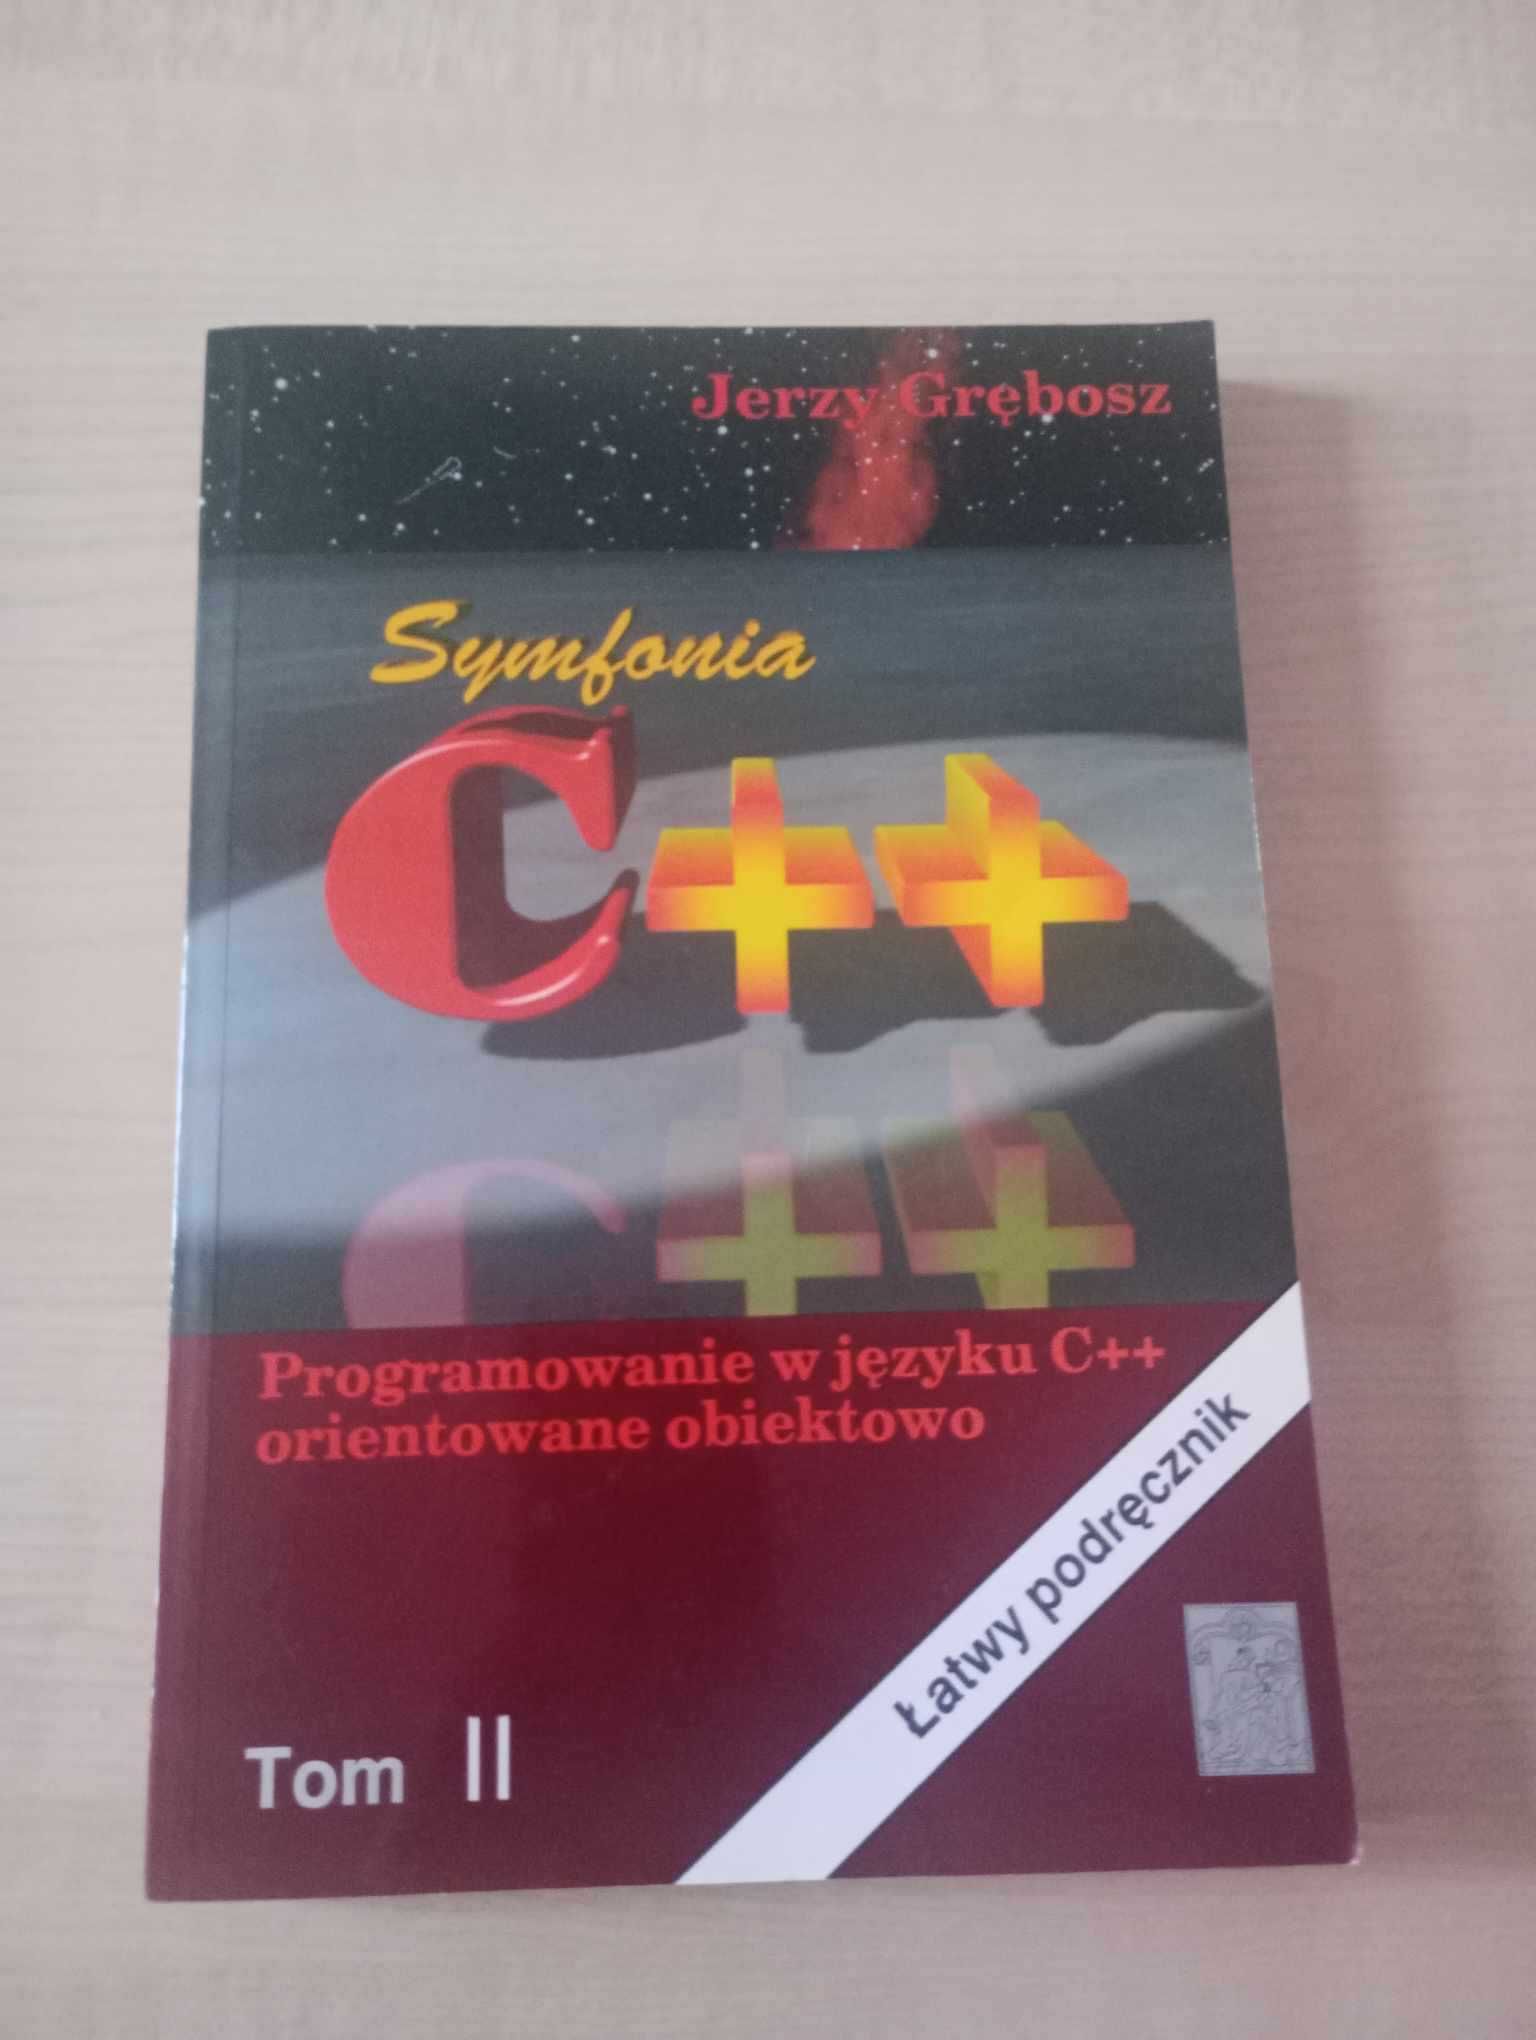 Jerzy Grębosz
Symfonia
C++
Programowanie w języku C++
orientowane obiektowo
Łatwy podręcznik
Tom II